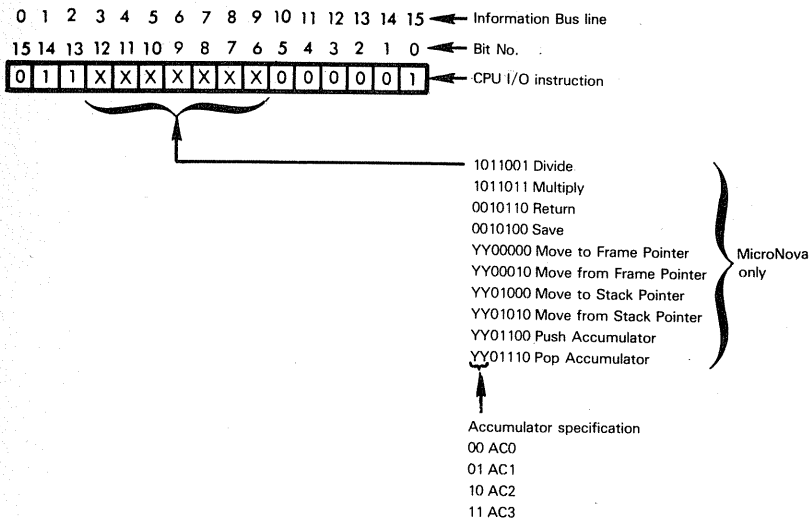 0 1 2 3 4 5 6 7 8 9 10 11 12 13 14 15 Information Bus line
15 14 13 12 11 10 9 8 7 6 5 4 3 2 1 0 Bit No.
0 1 1 X X X X X X X 0 0 0 0 0 1 CPU I/O instruction
1011001 Divide
1011011 Multiply
0010110 Return
0010100 Save
YY00000 Move to Frame Pointer
YY00010 Move from Frame Pointer
YY01000 Move to Stack Pointer
YY01010 Move from Stack Pointer
YY01100 Push Accumulator
YY01110 Pop Accumulator
MicroNova
only
Accumulator specification
00 AC0
01 AC1
10 AC2
11 AC3